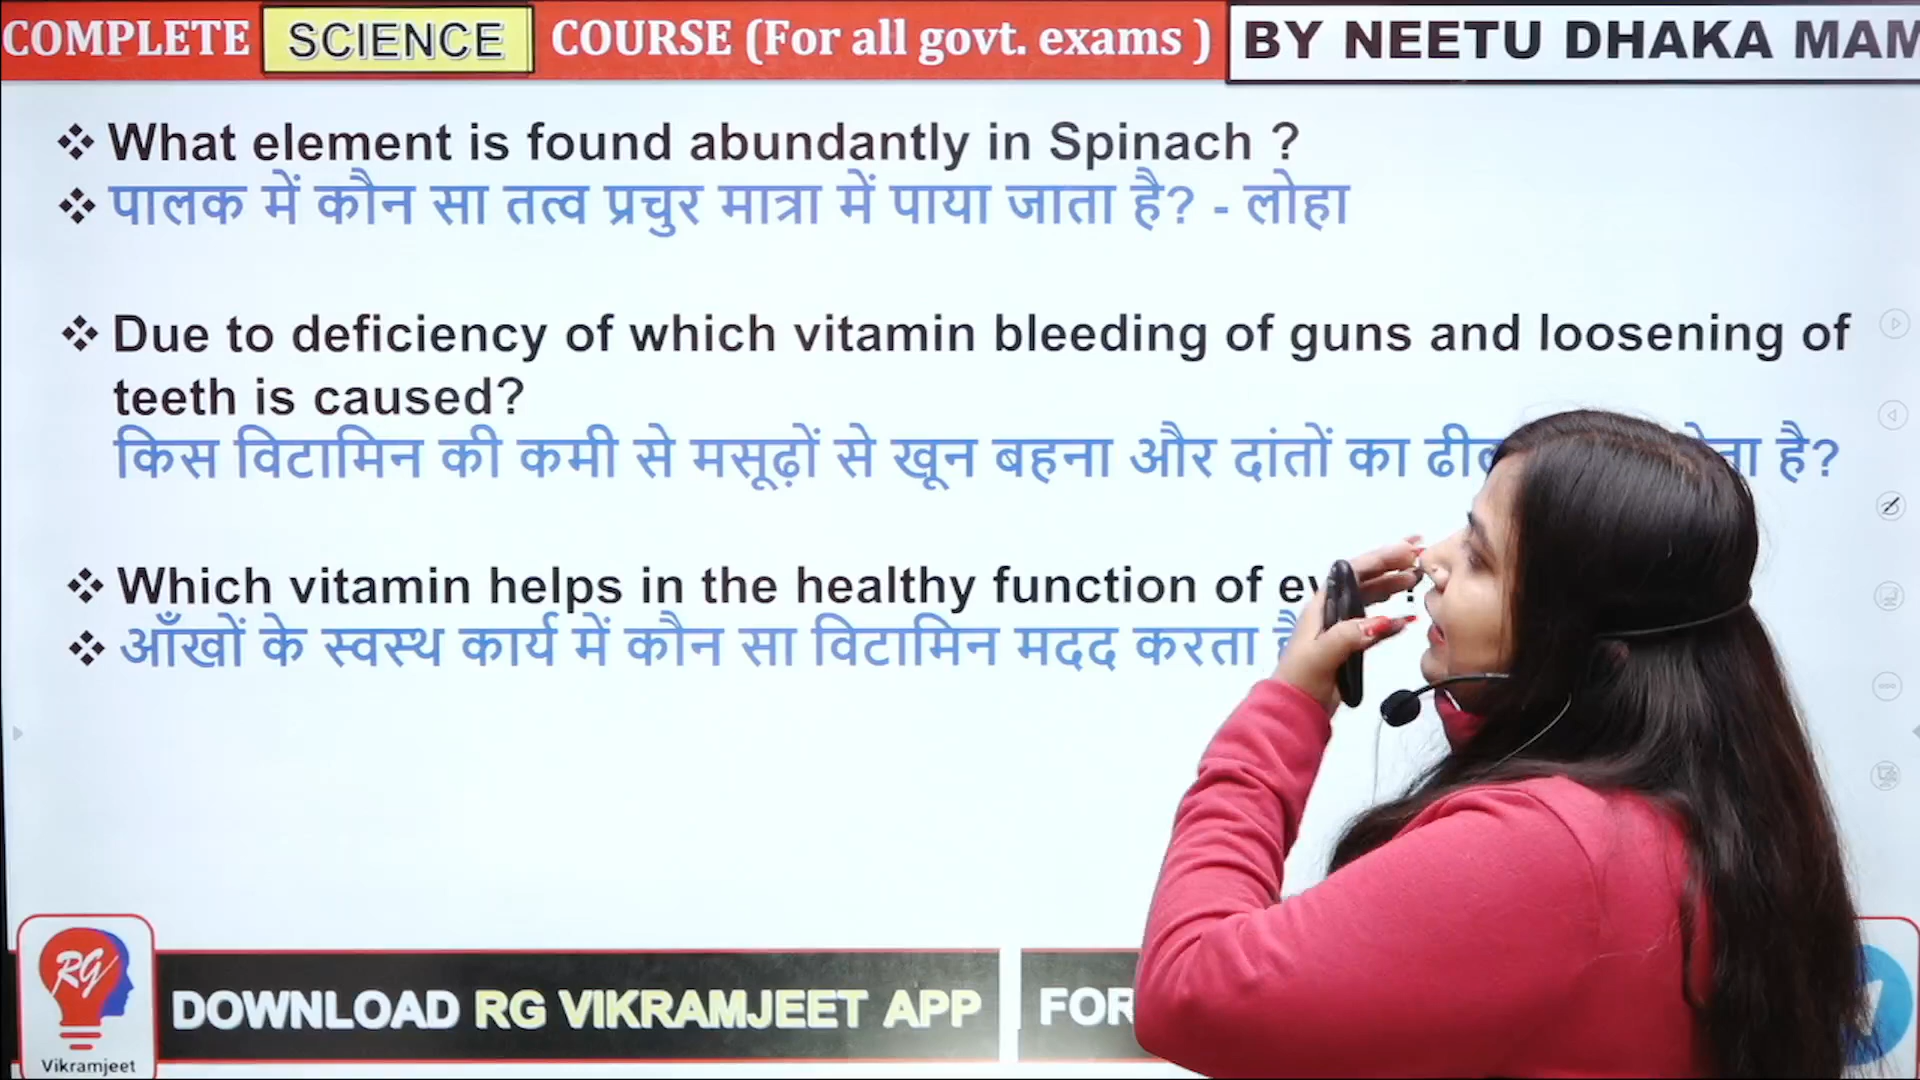 COMPLETE SCIENCE COURSE (For all govt. exams ) BY NEETU DHAKA MAM
❖ What element is found abundantly in Spinach ?
❖ पालक में कौन सा तत्व प्रचुर मात्रा में पाया जाता है? - लोहा
❖ Due to deficiency of which vitamin bleeding of guns and loosening of
teeth is caused?
किस विटामिन की कमी से मसूढ़ों से खून बहना और दांतों का है?
❖ Which vitamin helps in the healthy function of
❖ आँखों के स्वस्थ कार्य में कौन सा विटामिन मदद करता
RG
Vikramjeet
DOWNLOAD RG VIKRAMJEET APP FOR